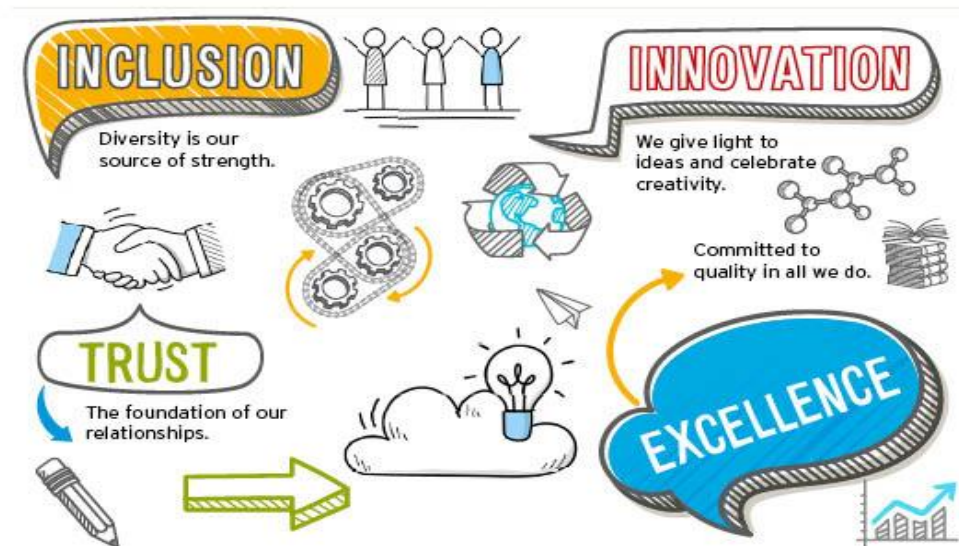 INCLUSION
Diversity is our
source of strength.
INNOVATION
We give light to
ideas and celebrate
creativity.
TRUST
The foundation of our
relationships.
Committed to
quality in all we do.
EXCELLENCE